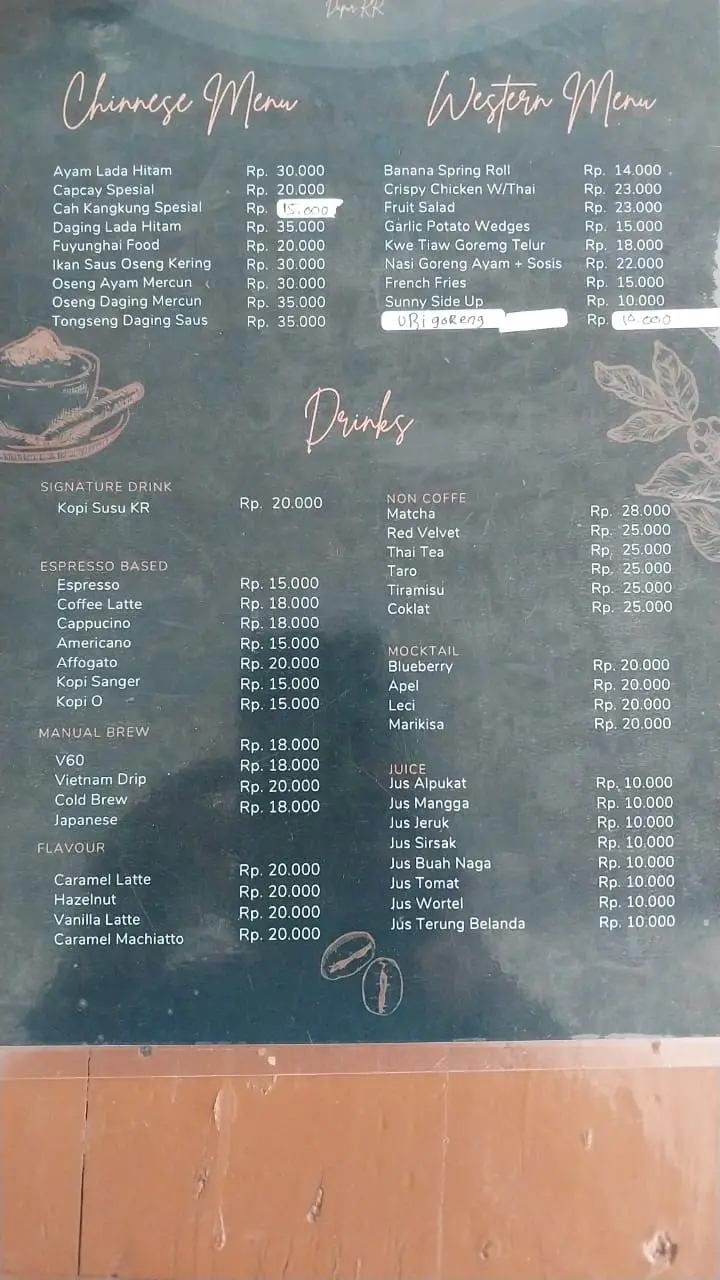 Dapur RR
Chinnese Menu
Ayam Lada Hitam Rp. 30.000
Capcay Spesial Rp. 20.000
Cah Kangkung Spesial Rp. 15.000
Daging Lada Hitam Rp. 35.000
Fuyunghai Food Rp. 20.000
Ikan Saus Oseng Kering Rp. 30.000
Oseng Ayam Mercun Rp. 30.000
Oseng Daging Mercun Rp. 35.000
Tongseng Daging Saus Rp. 35.000
Western Menu
Banana Spring Roll Rp. 14.000
Crispy Chicken W/Thai Rp. 23.000
Fruit Salad Rp. 23.000
Garlic Potato Wedges Rp. 15.000
Kwe Tiaw Goremg Telur Rp. 18.000
Nasi Goreng Ayam + Sosis Rp. 22.000
French Fries Rp. 15.000
Sunny Side Up Rp. 10.000
UBi goReng Rp. 10.000
Drinks
SIGNATURE DRINK
Kopi Susu KR Rp. 20.000
ESPRESSO BASED
Espresso Rp. 15.000
Coffee Latte Rp. 18.000
Cappucino Rp. 18.000
Americano Rp. 15.000
Affogato Rp. 20.000
Kopi Sanger Rp. 15.000
Kopi O Rp. 15.000
MANUAL BREW
V60 Rp. 18.000
Vietnam Drip Rp. 18.000
Cold Brew Rp. 20.000
Japanese Rp. 18.000
FLAVOUR
Caramel Latte Rp. 20.000
Hazelnut Rp. 20.000
Vanilla Latte Rp. 20.000
Caramel Machiatto Rp. 20.000
NON COFFE
Matcha Rp. 28.000
Red Velvet Rp. 25.000
Thai Tea Rp. 25.000
Taro Rp. 25.000
Tiramisu Rp. 25.000
Coklat Rp. 25.000
MOCKTAIL
Blueberry Rp. 20.000
Apel Rp. 20.000
Leci Rp. 20.000
Marikisa Rp. 20.000
JUICE
Jus Alpukat Rp. 10.000
Jus Mangga Rp. 10.000
Jus Jeruk Rp. 10.000
Jus Sirsak Rp. 10.000
Jus Buah Naga Rp. 10.000
Jus Tomat Rp. 10.000
Jus Wortel Rp. 10.000
Jus Terung Belanda Rp. 10.000